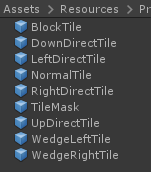 Assets > Resources > Pr
BlockTile
DownDirectTile
LeftDirectTile
NormalTile
RightDirectTile
TileMask
UpDirectTile
WedgeLeftTile
WedgeRightTile